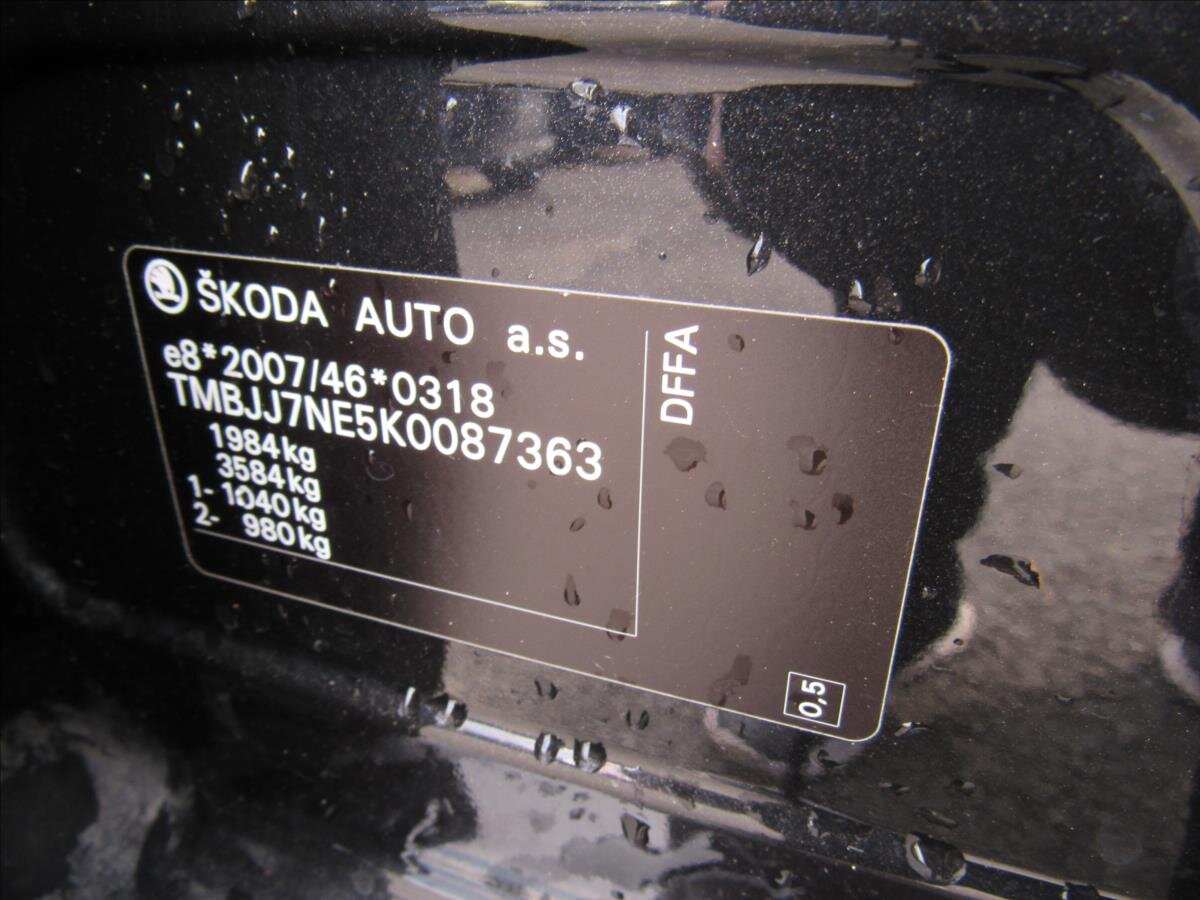 ŠKODA AUTO a.s.
e8*2007/46*0318
TMBJJ7NE5K0087363
1984kg
3584kg
1- 1040kg
2- 980kg
DFFA
0,5